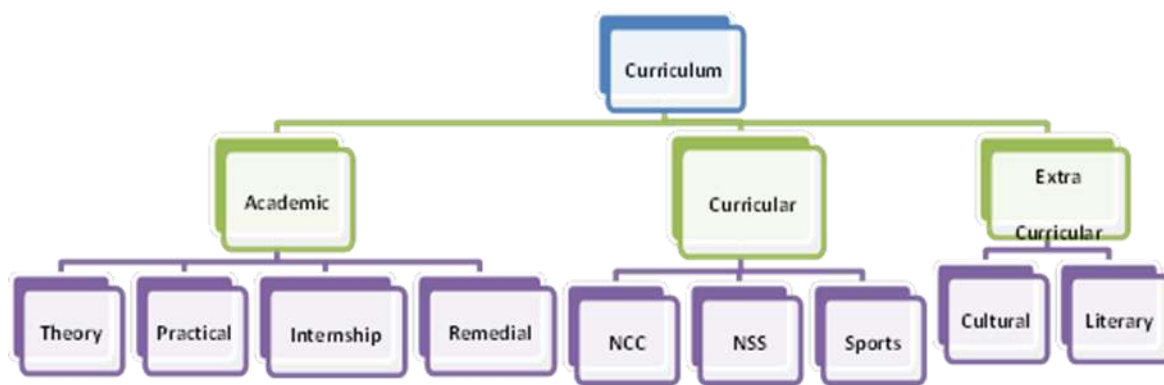 Curriculum
Academic
Curricular
Extra
Curricular
Theory
Practical
Internship
Remedial
NCC
NSS
Sports
Cultural
Literary